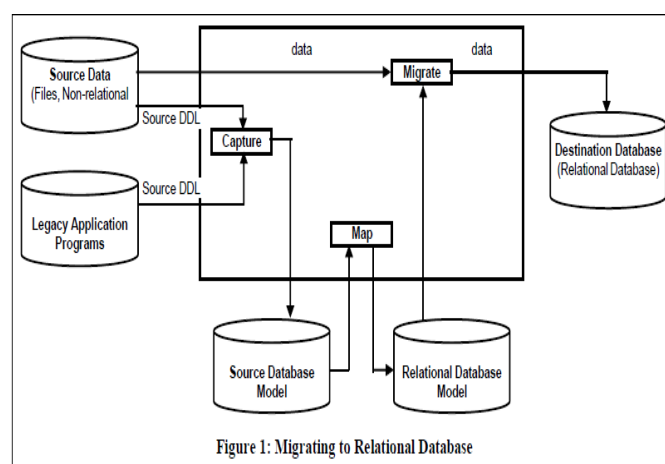 data
data
Source Data
(Files, Non-relational
Migrate
Source DDL
Capture
Destination Database
(Relational Database)
Source DDL
Legacy Application
Programs
Map
Source Database
Model
Relational Database
Model
Figure 1: Migrating to Relational Database